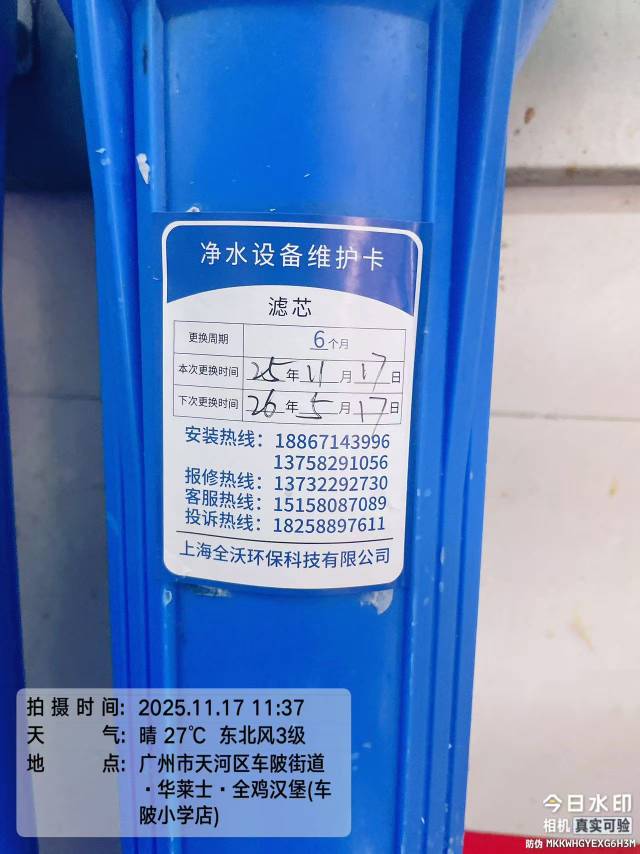 净水设备维护卡
滤芯
更换周期 6个月
本次更换时间 25年11月17日
下次更换时间 26年5月17日
安装热线：18867143996
13758291056
报修热线：13732292730
客服热线：15158087089
投诉热线：18258897611
上海全沃环保科技有限公司
拍摄时间：2025.11.17 11:37
天气：晴 27℃ 东北风3级
地点：广州市天河区车陂街道
·华莱士·全鸡汉堡(车
陂小学店)
今日水印
相机 真实可验
防伪 MKKWHGYEXG6H3M